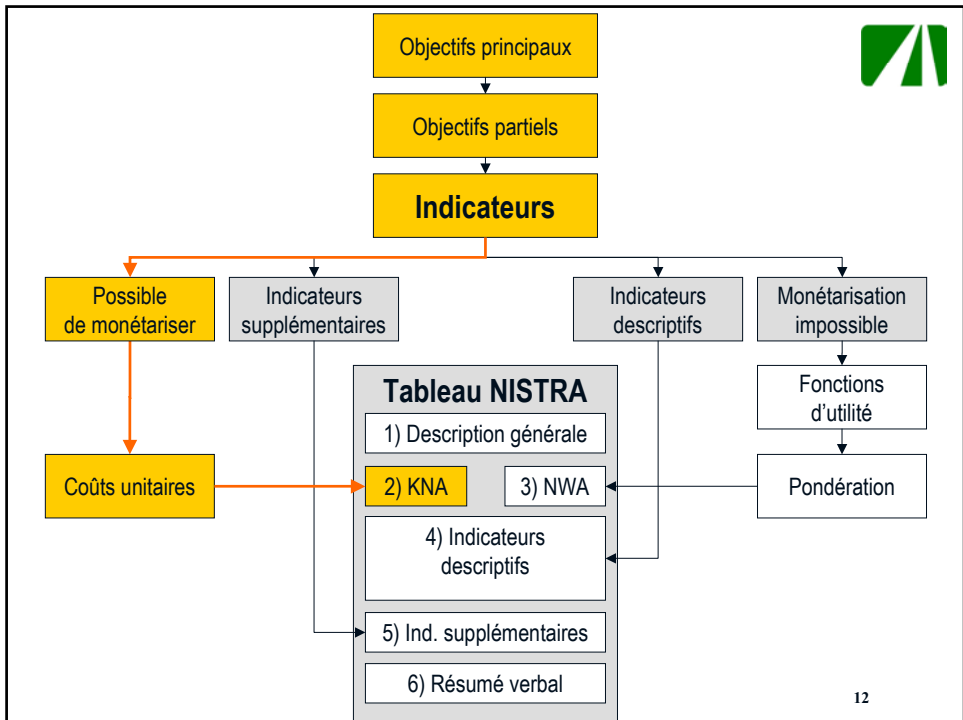 Objectifs principaux
Objectifs partiels
Indicateurs
Possible
de monétariser
Indicateurs
supplémentaires
Indicateurs
descriptifs
Monétarisation
impossible
Fonctions
d'utilité
Tableau NISTRA
1) Description générale
Coûts unitaires
2) KNA
3) NWA
Pondération
4) Indicateurs
descriptifs
5) Ind. supplémentaires
6) Résumé verbal
12